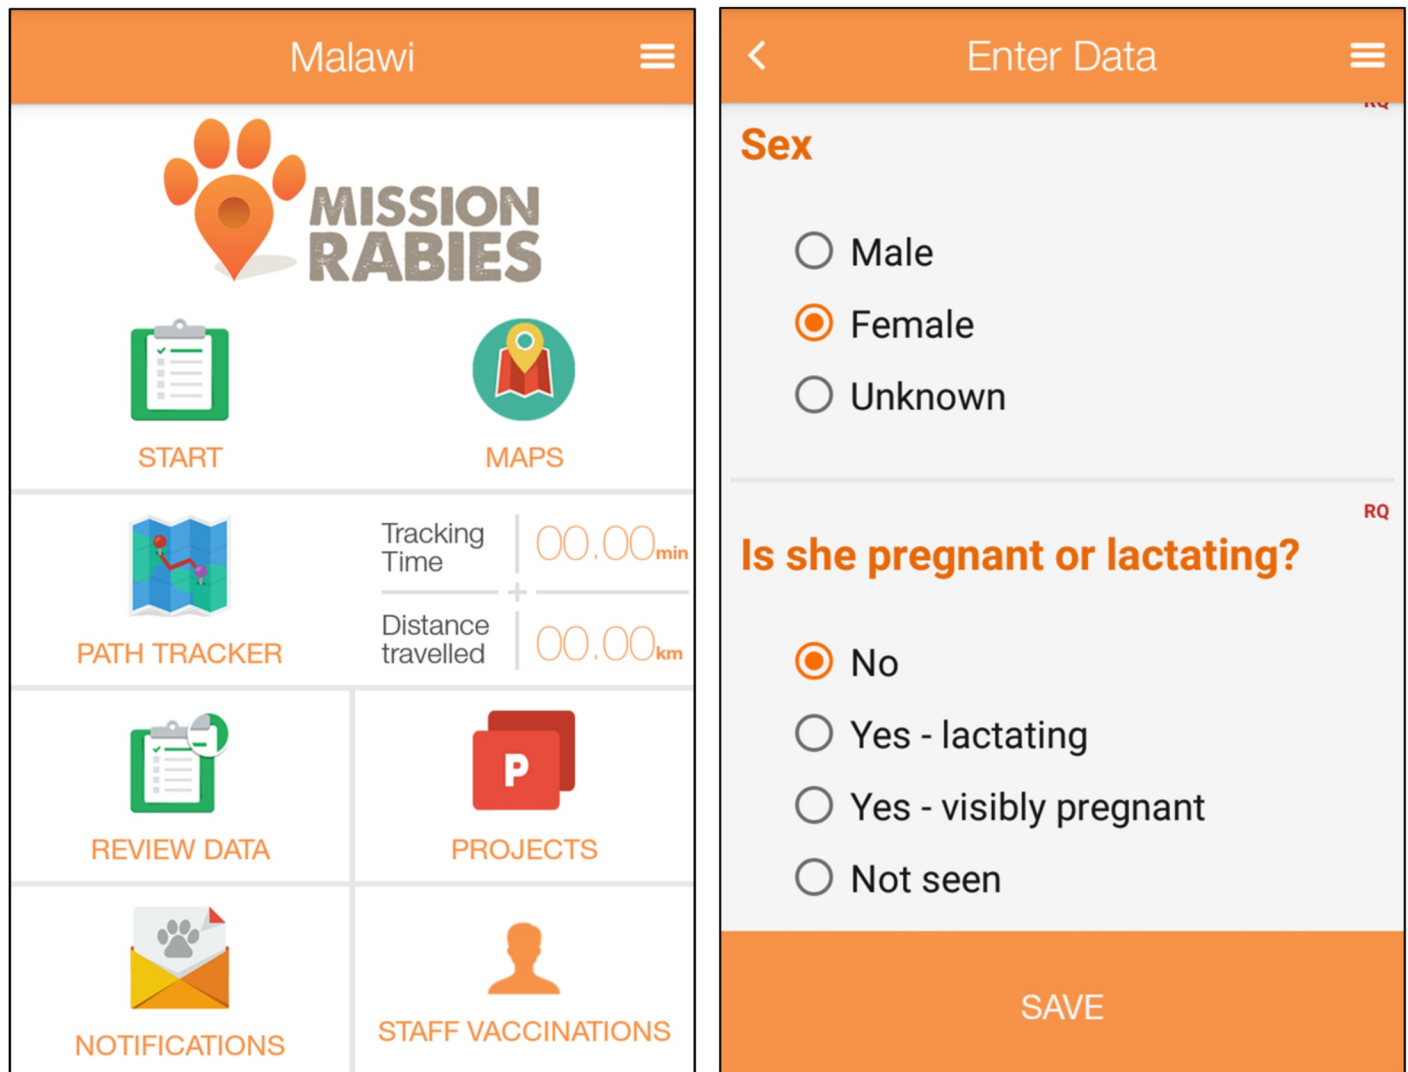 Malawi
MISSION
RABIES
START
MAPS
PATH TRACKER
Tracking
Time
00.00min
Distance
travelled
00.00km
REVIEW DATA
P
PROJECTS
NOTIFICATIONS
STAFF VACCINATIONS
Enter Data
RQ
Sex
Male
Female
Unknown
RQ
Is she pregnant or lactating?
No
Yes - lactating
Yes - visibly pregnant
Not seen
SAVE